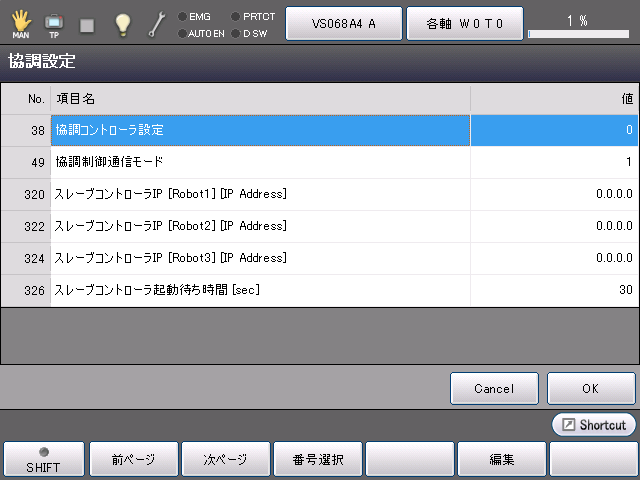 MAN
TP
EMG
PRTCT
AUTO EN
D SW
VS068A4 A
各軸 W0T0
1 %
協調設定
No. 項目名 値
38 協調コントローラ設定 0
49 協調制御通信モード 1
320 スレーブコントローラIP [Robot1] [IP Address] 0.0.0.0
322 スレーブコントローラIP [Robot2] [IP Address] 0.0.0.0
324 スレーブコントローラIP [Robot3] [IP Address] 0.0.0.0
326 スレーブコントローラ起動待ち時間 [sec] 30
Cancel
OK
Shortcut
SHIFT
前ページ
次ページ
番号選択
編集